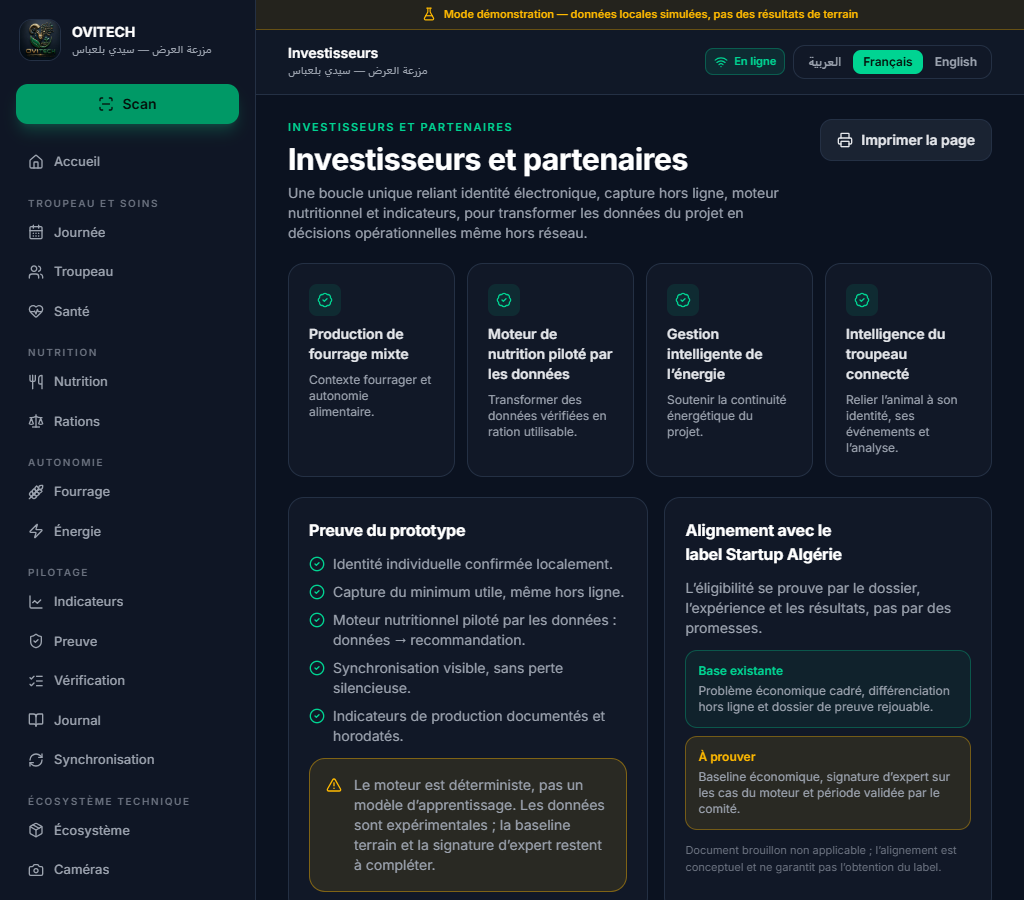 OVITECH
مزرعة العرض — سيدي بلعباس
Scan
Accueil
TROUPEAU ET SOINS
Journée
Troupeau
Santé
NUTRITION
Nutrition
Rations
AUTONOMIE
Fourrage
Énergie
PILOTAGE
Indicateurs
Preuve
Vérification
Journal
Synchronisation
ÉCOSYSTÈME TECHNIQUE
Écosystème
Caméras
Mode démonstration — données locales simulées, pas des résultats de terrain
Investisseurs
مزرعة العرض — سيدي بلعباس
En ligne
العربية
Français
English
INVESTISSEURS ET PARTENAIRES
Investisseurs et partenaires
Une boucle unique reliant identité électronique, capture hors ligne, moteur
nutritionnel et indicateurs, pour transformer les données du projet en
décisions opérationnelles même hors réseau.
Imprimer la page
Production de
fourrage mixte
Contexte fourrager et
autonomie
alimentaire.
Moteur de
nutrition piloté par
les données
Transformer des
données vérifiées en
ration utilisable.
Gestion
intelligente de
l’énergie
Soutenir la continuité
énergétique du
projet.
Intelligence du
troupeau
connecté
Relier l’animal à son
identité, ses
événements et
l’analyse.
Preuve du prototype
Identité individuelle confirmée localement.
Capture du minimum utile, même hors ligne.
Moteur nutritionnel piloté par les données :
données → recommandation.
Synchronisation visible, sans perte
silencieuse.
Indicateurs de production documentés et
horodatés.
Le moteur est déterministe, pas un
modèle d’apprentissage. Les données
sont expérimentales ; la baseline
terrain et la signature d’expert restent
à compléter.
Alignement avec le
label Startup Algérie
L’éligibilité se prouve par le dossier,
l’expérience et les résultats, pas par des
promesses.
Base existante
Problème économique cadré, différenciation
hors ligne et dossier de preuve rejouable.
À prouver
Baseline économique, signature d’expert sur
les cas du moteur et période validée par le
comité.
Document brouillon non applicable ; l’alignement est
conceptuel et ne garantit pas l’obtention du label.